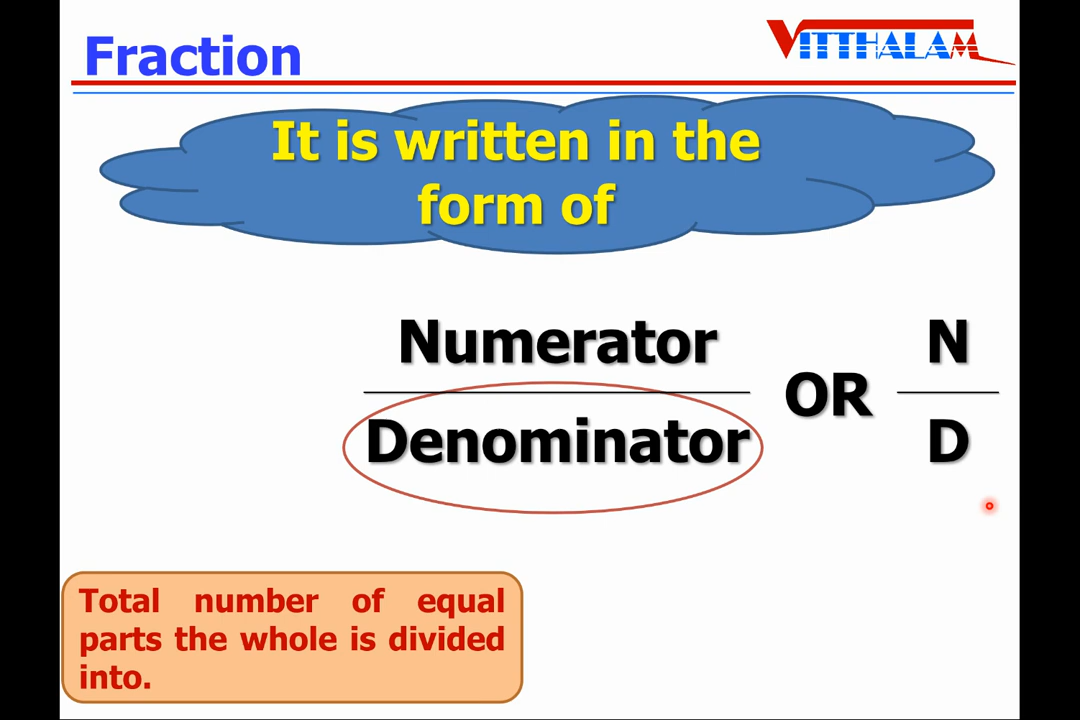 Fraction
VITTHALAM
It is written in the
form of
Numerator
Denominator
OR
N
D
Total number of equal
parts the whole is divided
into.